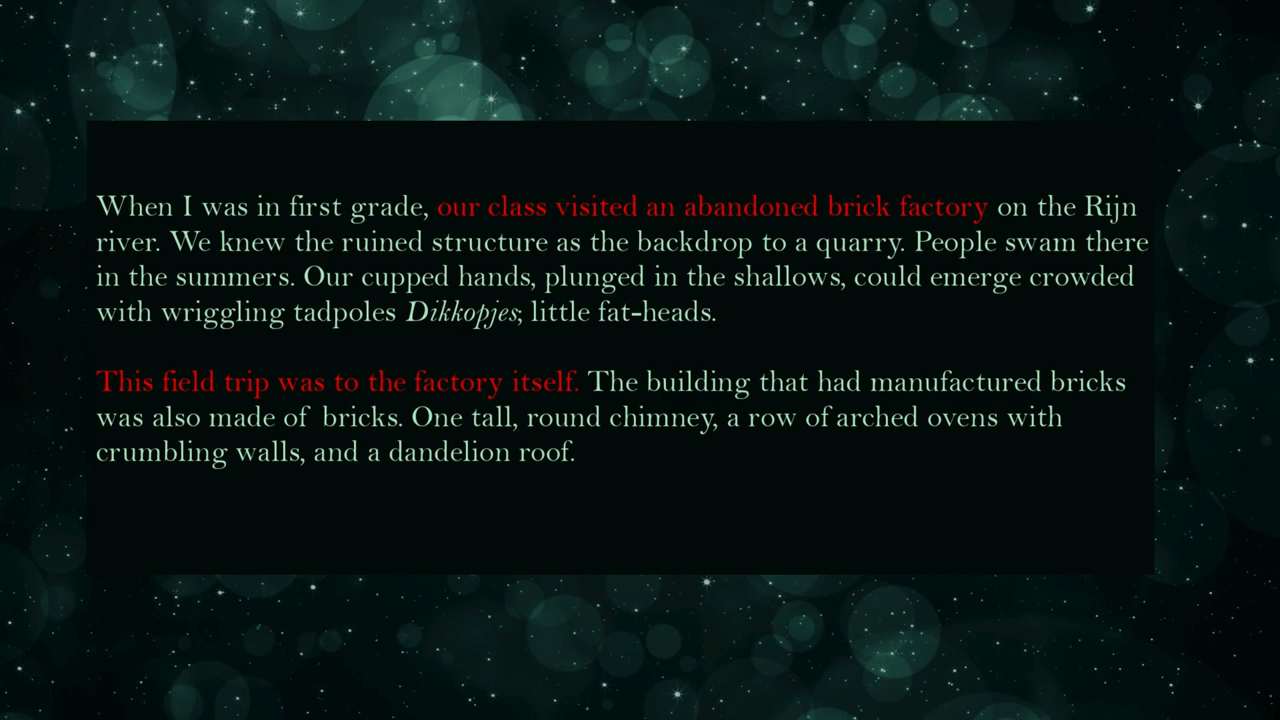 When I was in first grade, our class visited an abandoned brick factory on the Rijn
river. We knew the ruined structure as the backdrop to a quarry. People swam there
in the summers. Our cupped hands, plunged in the shallows, could emerge crowded
with wriggling tadpoles Dikkopjes; little fat-heads.
This field trip was to the factory itself. The building that had manufactured bricks
was also made of bricks. One tall, round chimney, a row of arched ovens with
crumbling walls, and a dandelion roof.